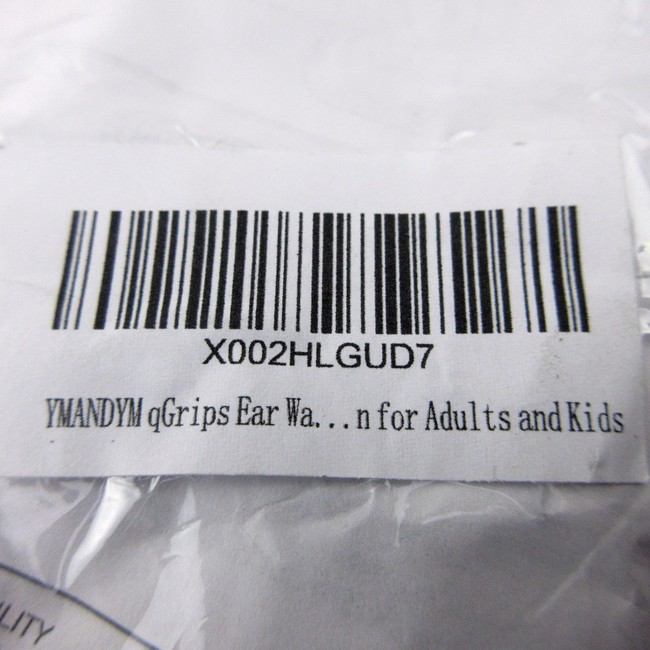 X002HLGUD7
YMANDYM qGrips Ear Wa...n for Adults and Kids